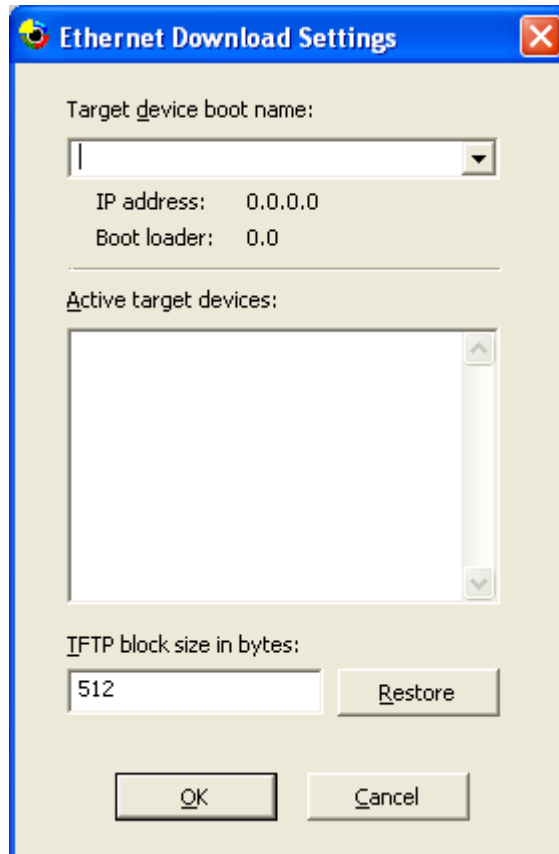 Ethernet Download Settings
Target device boot name:
IP address: 0.0.0.0
Boot loader: 0.0
Active target devices:
TFTP block size in bytes:
512 Restore
OK Cancel